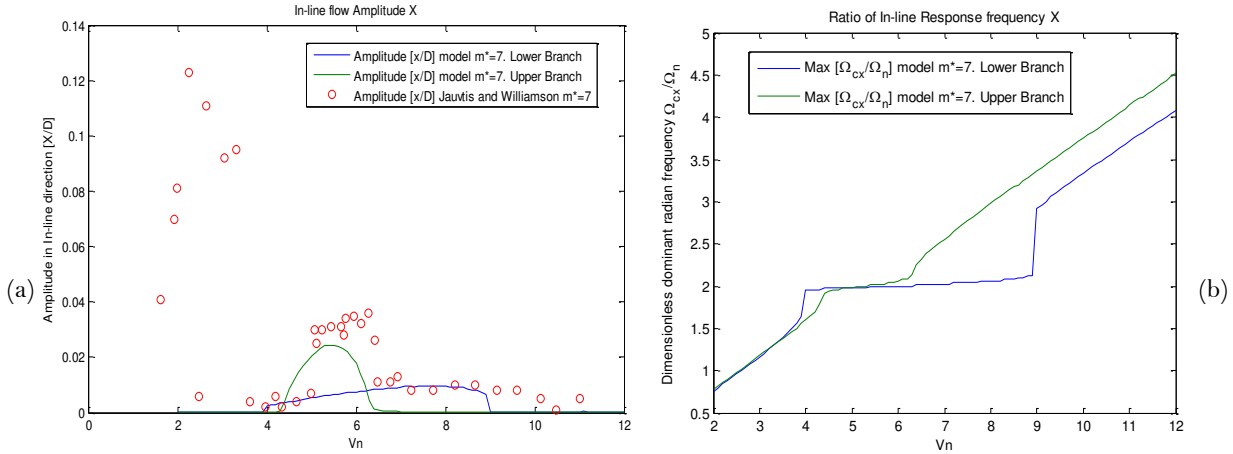 In-line flow Amplitude X
Amplitude [x/D] model m*=7. Lower Branch
Amplitude [x/D] model m*=7. Upper Branch
Amplitude [x/D] Jauvtis and Williamson m*=7
Amplitude in In-line direction [X/D]
0.14
0.12
0.1
0.08
0.06
0.04
0.02
0
0 2 4 6 8 10 12
Vn
(a)
Ratio of In-line Response frequency X
Max [Ω_cx/Ω_n] model m*=7. Lower Branch
Max [Ω_cx/Ω_n] model m*=7. Upper Branch
Dimensionless dominant radian frequency Ω_cx/Ω_n
5
4.5
4
3.5
3
2.5
2
1.5
1
0.5
2 3 4 5 6 7 8 9 10 11 12
Vn
(b)